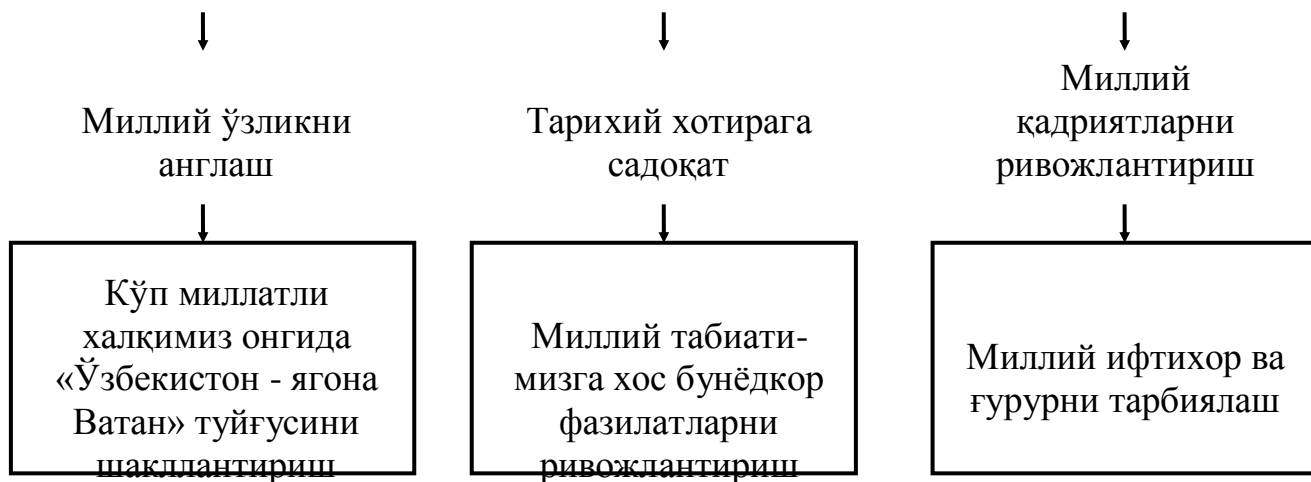 Миллий ўзликни
англаш
Тарихий хотирага
садоқат
Миллий
қадриятларни
ривожлантириш
Кўп миллатли
халқимиз онгида
«Ўзбекистон - ягона
Ватан» туйғусини
шакллантириш
Миллий табиати-
мизга хос бунёдкор
фазилатларни
ривожлантириш
Миллий ифтихор ва
ғурурни тарбиялаш